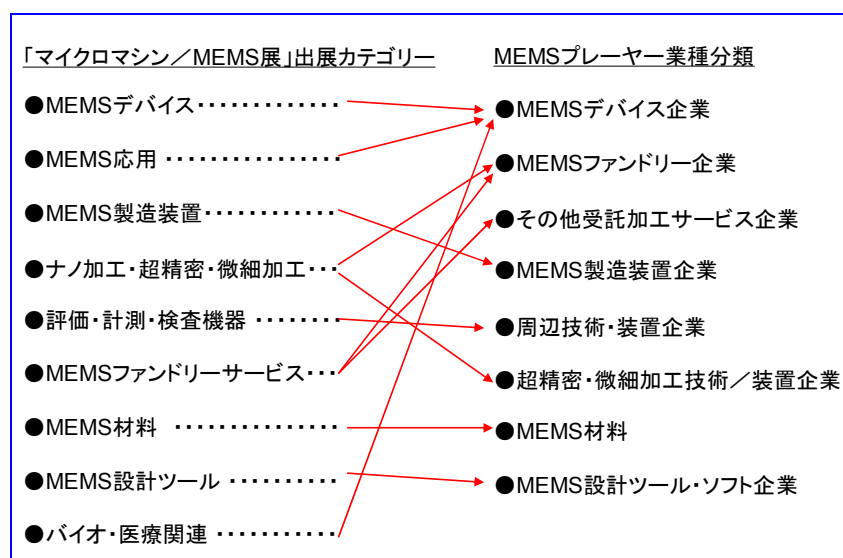 「マイクロマシン／MEMS展」出展カテゴリー
●MEMSデバイス・・・・・・・・・・・・・
●MEMS応用 ・・・・・・・・・・・・・・・・
●MEMS製造装置・・・・・・・・・・・・
●ナノ加工・超精密・微細加工・・・
●評価・計測・検査機器 ・・・・・・・・
●MEMSファンドリーサービス・・・
●MEMS材料 ・・・・・・・・・・・・・・
●MEMS設計ツール ・・・・・・・・・・
●バイオ・医療関連 ・・・・・・・・・・・
MEMSプレーヤー業種分類
●MEMSデバイス企業
●MEMSファンドリー企業
●その他受託加工サービス企業
●MEMS製造装置企業
●周辺技術・装置企業
●超精密・微細加工技術／装置企業
●MEMS材料
●MEMS設計ツール・ソフト企業